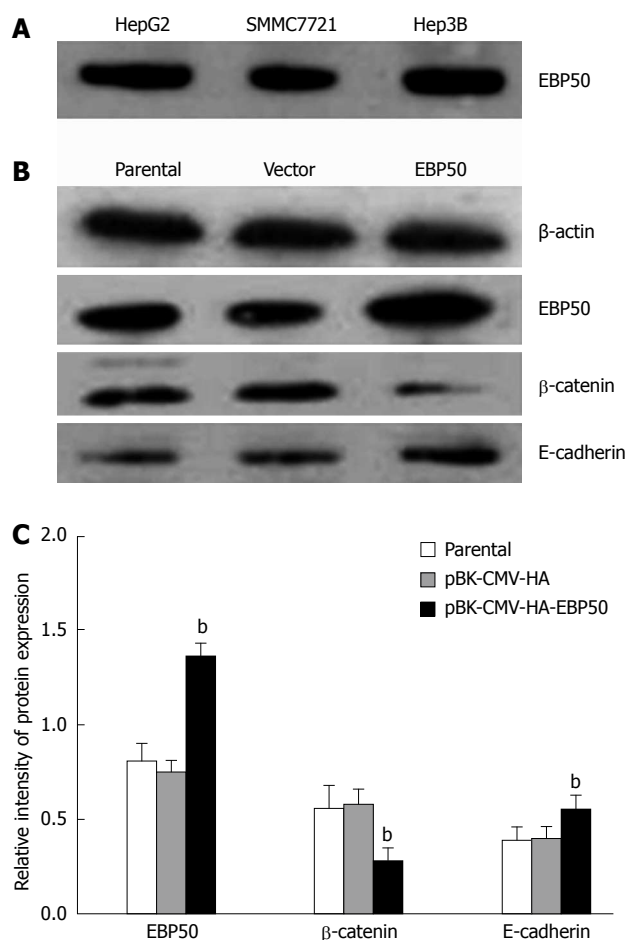 A
HepG2 SMMC7721 Hep3B
EBP50
B
Parental Vector EBP50
β-actin
EBP50
β-catenin
E-cadherin
C
2.0
1.5
1.0
0.5
0.0
Relative intensity of protein expression
Parental
pBK-CMV-HA
pBK-CMV-HA-EBP50
b
b
b
EBP50 β-catenin E-cadherin